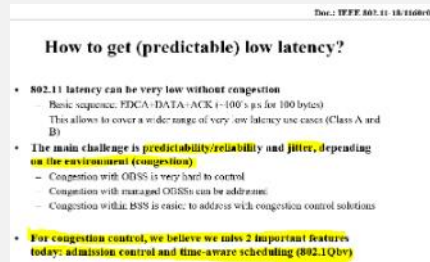 Doc.: IEEE 802.11-18/1160r0
How to get (predictable) low latency?
• 802.11 latency can be very low without congestion
– Basic sequence: EDCA+DATA+ACK (~100's µs for 100 bytes)
This allows to cover a wider range of very low latency use cases (Class A and
B)
• The main challenge is predictability/reliability and jitter, depending
on the environment (congestion)
– Congestion with OBSS is very hard to control
– Congestion with managed OBSSs can be addressed
– Congestion within BSS is easier to address with congestion control solutions
• For congestion control, we believe we miss 2 important features
today: admission control and time-aware scheduling (802.1Qbv)